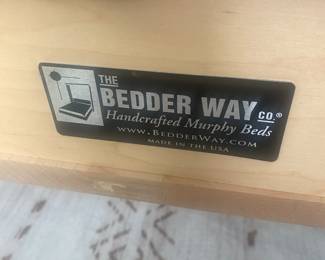 THE
BEDDER WAY CO.®
Handcrafted Murphy Beds
WWW.BEDDERWAY.COM
MADE IN THE USA